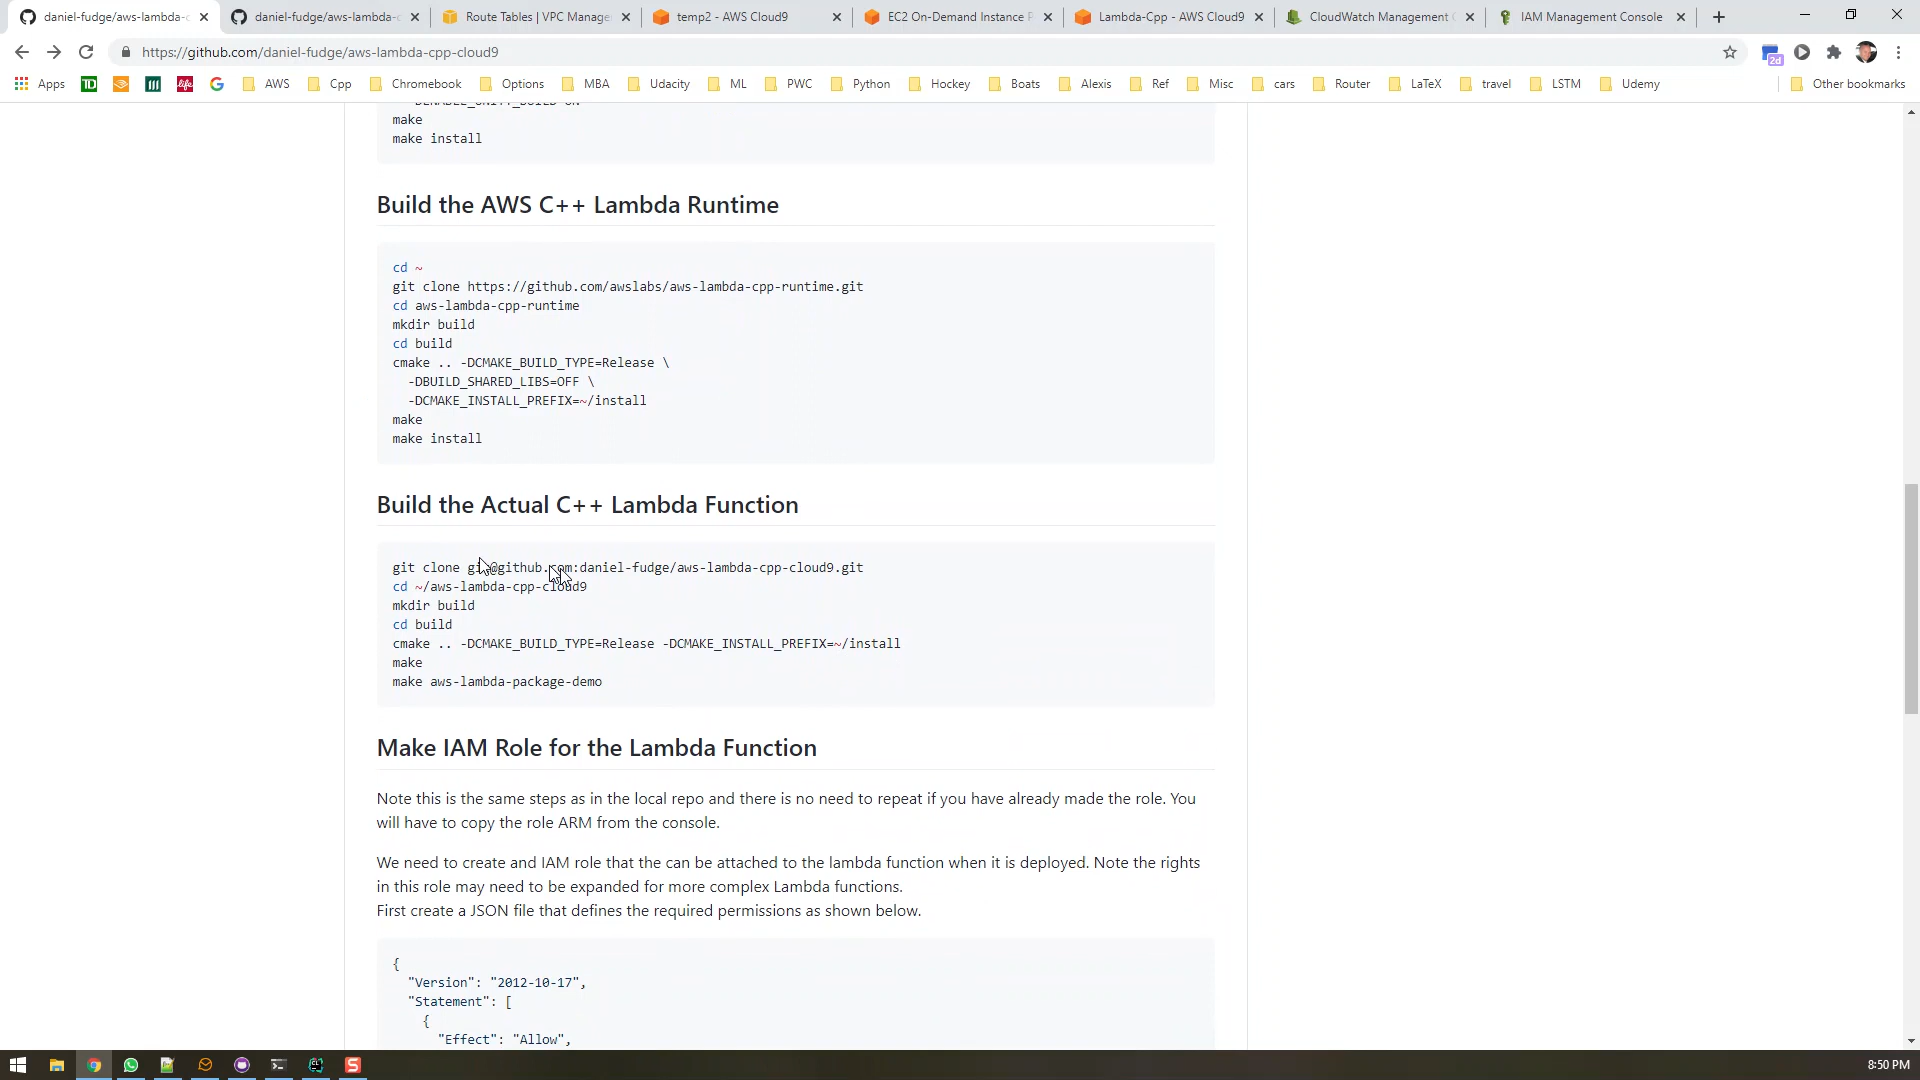 daniel-fudge/aws-lambda-c
daniel-fudge/aws-lambda-c
Route Tables | VPC Manage
temp2 - AWS Cloud9
EC2 On-Demand Instance P
Lambda-Cpp - AWS Cloud9
CloudWatch Management C
IAM Management Console
https://github.com/daniel-fudge/aws-lambda-cpp-cloud9
2d
Apps
TD
life
AWS
Cpp
Chromebook
Options
MBA
Udacity
ML
PWC
Python
Hockey
Boats
Alexis
Ref
Misc
cars
Router
LaTeX
travel
LSTM
Udemy
Other bookmarks
make
make install
Build the AWS C++ Lambda Runtime
cd ~
git clone https://github.com/awslabs/aws-lambda-cpp-runtime.git
cd aws-lambda-cpp-runtime
mkdir build
cd build
cmake .. -DCMAKE_BUILD_TYPE=Release \
-DBUILD_SHARED_LIBS=OFF \
-DCMAKE_INSTALL_PREFIX=~/install
make
make install
Build the Actual C++ Lambda Function
git clone git@github.com:daniel-fudge/aws-lambda-cpp-cloud9.git
cd ~/aws-lambda-cpp-cloud9
mkdir build
cd build
cmake .. -DCMAKE_BUILD_TYPE=Release -DCMAKE_INSTALL_PREFIX=~/install
make
make aws-lambda-package-demo
Make IAM Role for the Lambda Function
Note this is the same steps as in the local repo and there is no need to repeat if you have already made the role. You
will have to copy the role ARM from the console.
We need to create and IAM role that the can be attached to the lambda function when it is deployed. Note the rights
in this role may need to be expanded for more complex Lambda functions.
First create a JSON file that defines the required permissions as shown below.
{
"Version": "2012-10-17",
"Statement": [
{
"Effect": "Allow",
8:50 PM